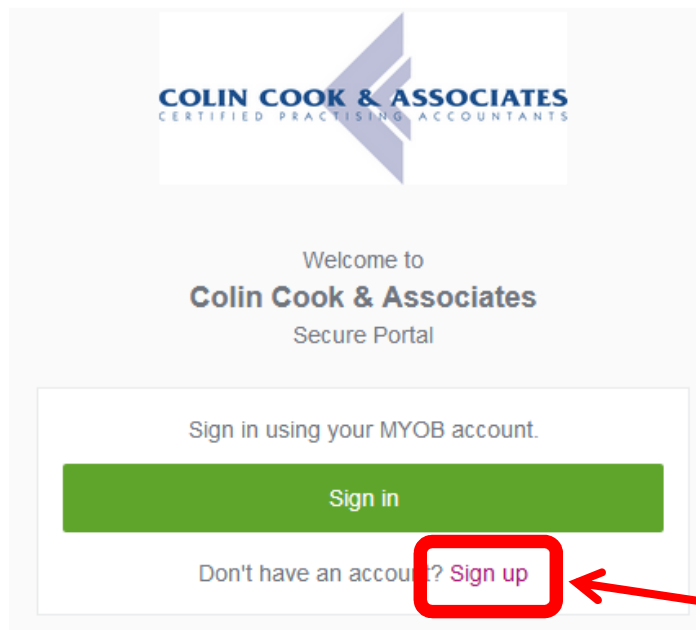 COLIN COOK & ASSOCIATES
CERTIFIED PRACTISING ACCOUNTANTS
Welcome to
Colin Cook & Associates
Secure Portal
Sign in using your MYOB account.
Sign in
Don't have an account? Sign up